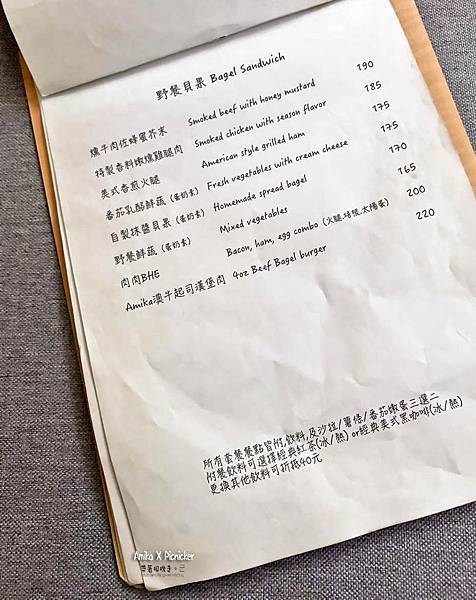 野餐貝果 Bagel Sandwich
燻牛肉佐蜂蜜芥末 Smoked beef with honey mustard 190
特製香料嫩燻雞腿肉 Smoked chicken with season flavor 185
美式香煎火腿 American style grilled ham 175
番茄乳酪鮮蔬 (蛋奶素) Fresh vegetables with cream cheese 175
自製抹醬貝果 (蛋奶素) Homemade spread bagel 170
野餐鮮蔬 (蛋奶素) Mixed vegetables 165
肉肉BHE Bacon, ham, egg combo (火腿.培根.太陽蛋) 200
Amika澳牛起司漢堡肉 4oz Beef Bagel burger 220
所有套餐餐點皆附,飲料,及沙拉/薯條/番茄嫩蛋三選二
附餐飲料可選擇經典紅茶(冰/熱) or經典美式黑咖啡(冰/熱)
更換其他飲料可折抵40元
Amika X Picnicker